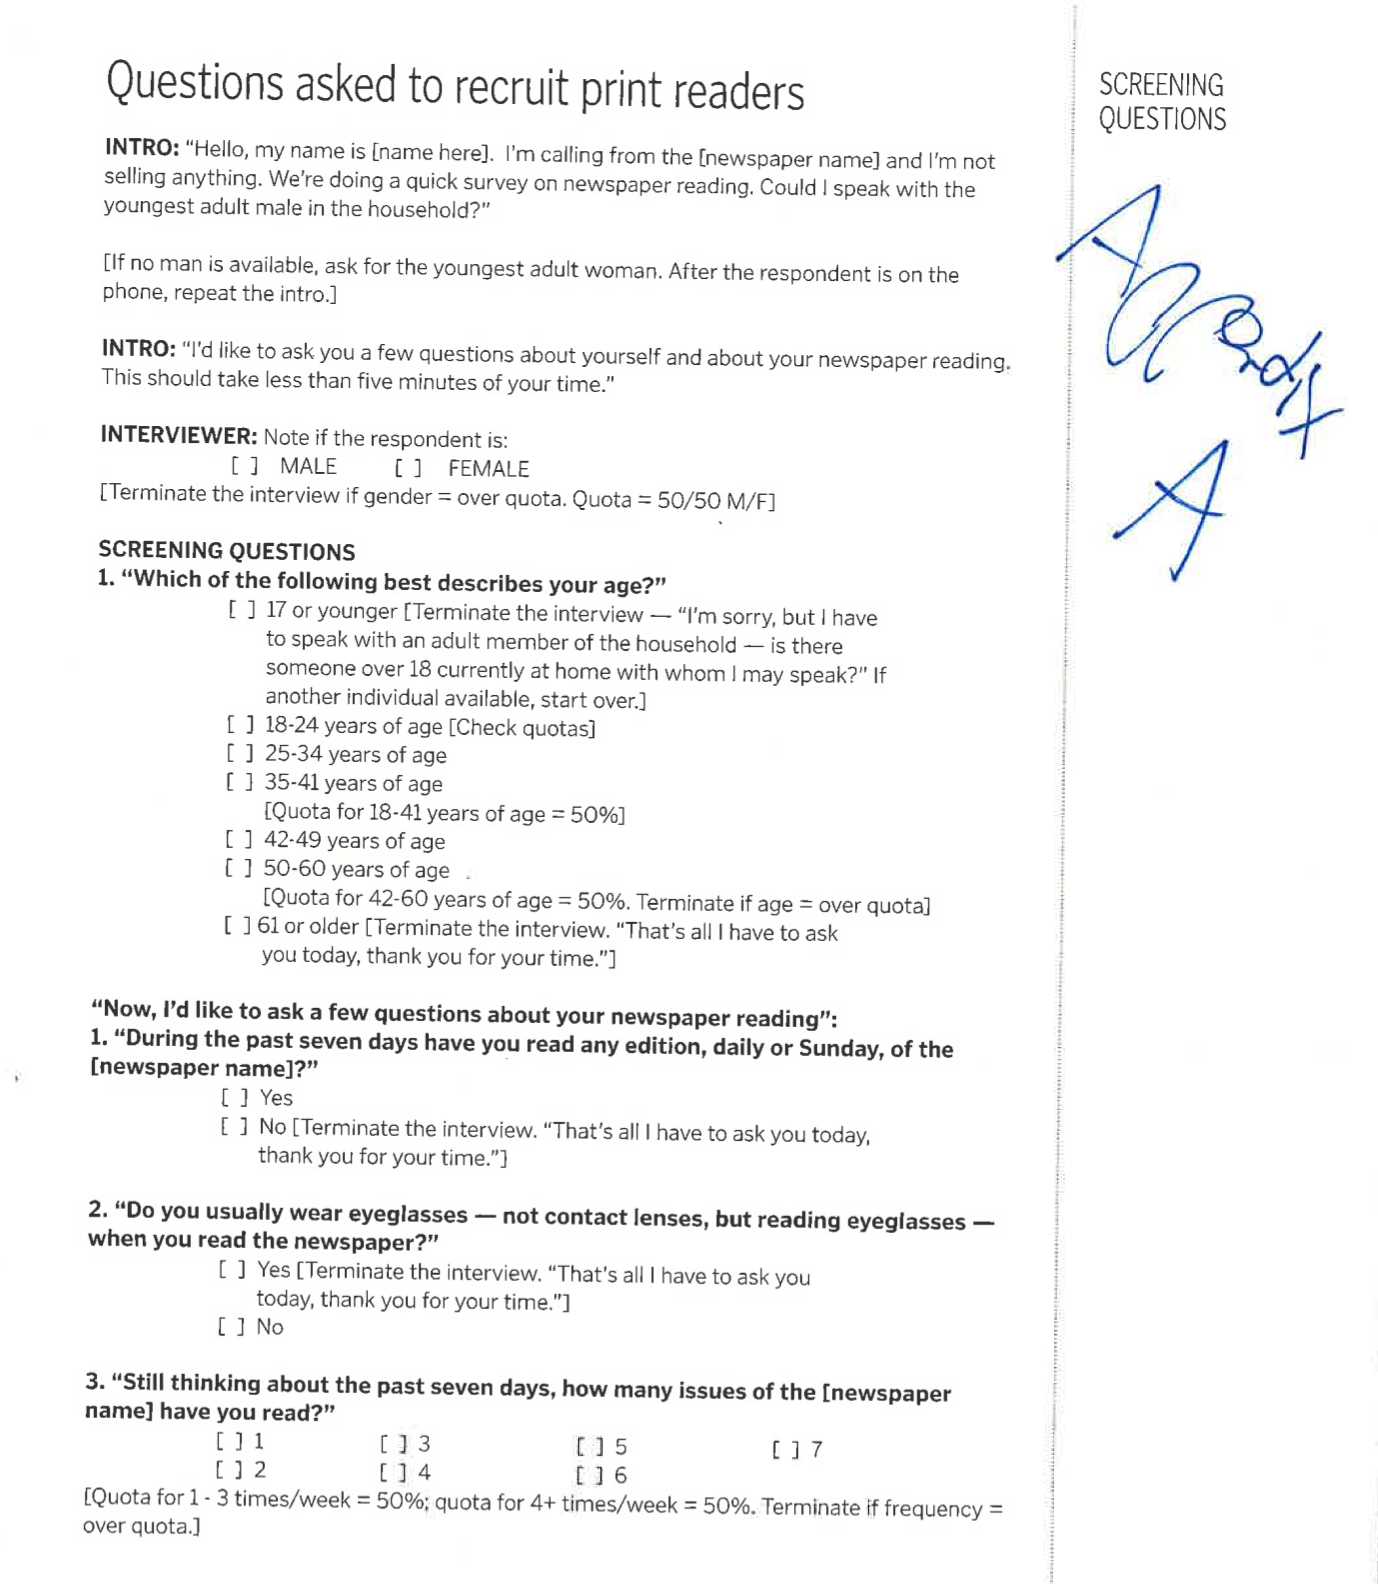 Questions asked to recruit print readers
SCREENING
QUESTIONS
INTRO: “Hello, my name is [name here].  I’m calling from the [newspaper name] and I’m not
selling anything. We’re doing a quick survey on newspaper reading. Could I speak with the
youngest adult male in the household?”
[If no man is available, ask for the youngest adult woman. After the respondent is on the
phone, repeat the intro.]
INTRO: “I’d like to ask you a few questions about yourself and about your newspaper reading.
This should take less than five minutes of your time.”
INTERVIEWER: Note if the respondent is:
[ ] MALE [ ] FEMALE
[Terminate the interview if gender = over quota. Quota = 50/50 M/F]
Appendix
A
SCREENING QUESTIONS
1. “Which of the following best describes your age?”
[ ] 17 or younger [Terminate the interview — “I’m sorry, but I have
to speak with an adult member of the household — is there
someone over 18 currently at home with whom I may speak?” If
another individual available, start over.]
[ ] 18-24 years of age [Check quotas]
[ ] 25-34 years of age
[ ] 35-41 years of age
[Quota for 18-41 years of age = 50%]
[ ] 42-49 years of age
[ ] 50-60 years of age
[Quota for 42-60 years of age = 50%. Terminate if age = over quota]
[ ] 61 or older [Terminate the interview. “That’s all I have to ask
you today, thank you for your time.”]
“Now, I’d like to ask a few questions about your newspaper reading”:
1. “During the past seven days have you read any edition, daily or Sunday, of the
[newspaper name]?”
[ ] Yes
[ ] No [Terminate the interview. “That’s all I have to ask you today,
thank you for your time.”]
2. “Do you usually wear eyeglasses — not contact lenses, but reading eyeglasses —
when you read the newspaper?”
[ ] Yes [Terminate the interview. “That’s all I have to ask you
today, thank you for your time.”]
[ ] No
3. “Still thinking about the past seven days, how many issues of the [newspaper
name] have you read?”
[ ] 1 [ ] 3 [ ] 5 [ ] 7
[ ] 2 [ ] 4 [ ] 6
[Quota for 1 - 3 times/week = 50%; quota for 4+ times/week = 50%. Terminate if frequency =
over quota.]